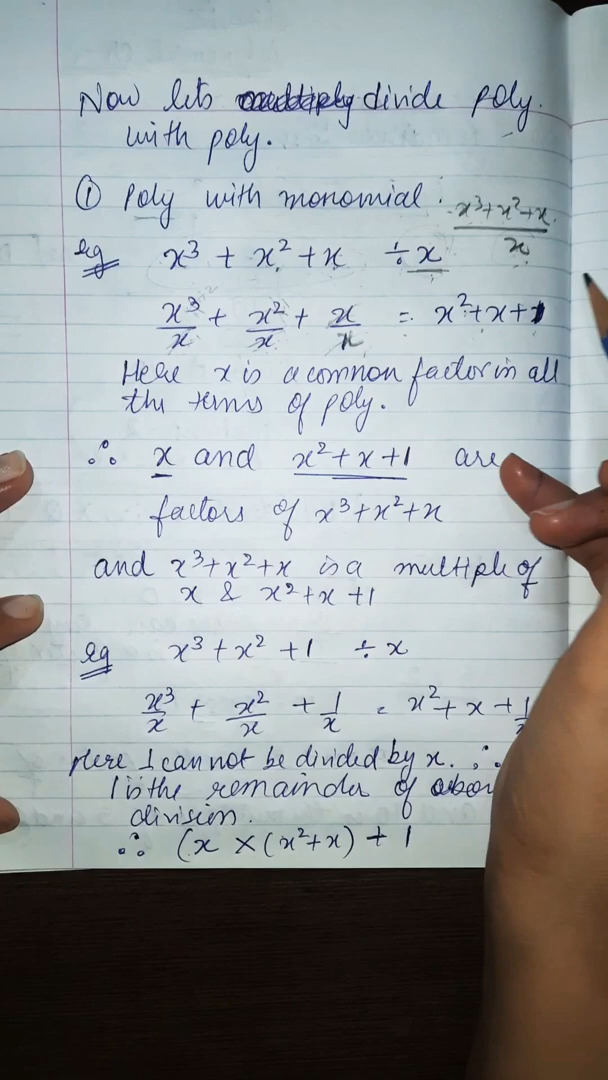 Now lets multiply divide poly.
with poly.
① Poly with monomial :
x³+x²+x
x
eg x³ + x² + x ÷ x
x³/x + x²/x + x/x = x²+x+1
Here x is a common factor in all
the terms of poly.
∴ x and x² + x + 1 are
factors of x³+x²+x
and x³+x²+x is a multiple of
x & x²+x+1
eg x³+x²+1 ÷ x
x³/x + x²/x + 1/x = x²+x+1/x
Here 1 cannot be divided by x. ∴
1 is the remainder of
division.
∴ (x × (x²+x) + 1